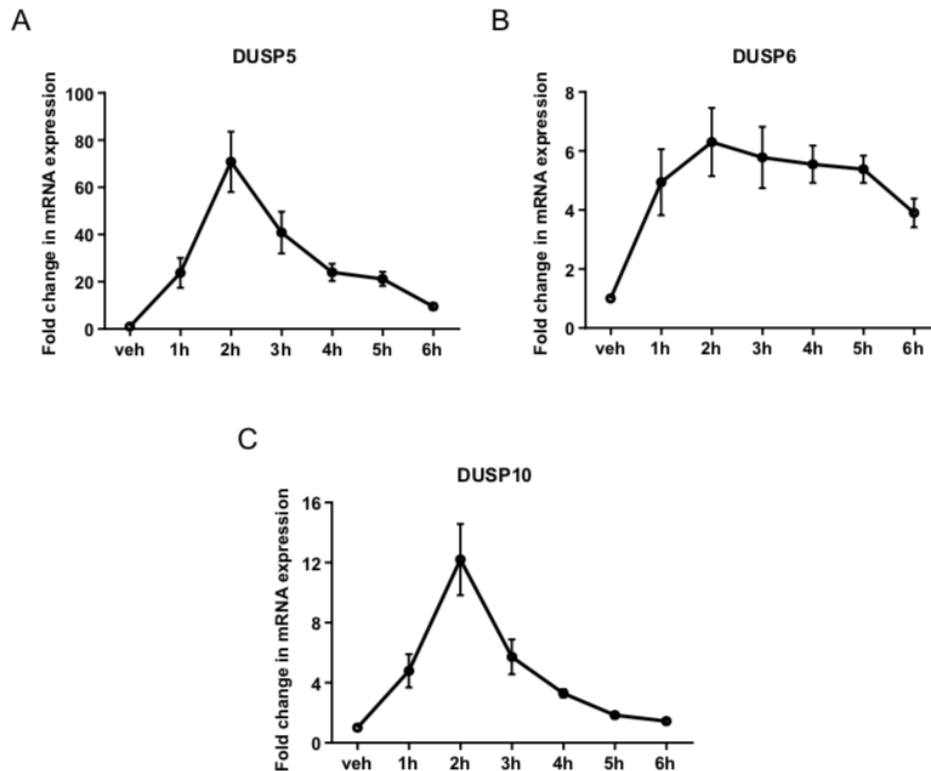 A
DUSP5
Fold change in mRNA expression
100
80
60
40
20
0
veh 1h 2h 3h 4h 5h 6h
B
DUSP6
Fold change in mRNA expression
8
6
4
2
0
veh 1h 2h 3h 4h 5h 6h
C
DUSP10
Fold change in mRNA expression
16
12
8
4
0
veh 1h 2h 3h 4h 5h 6h